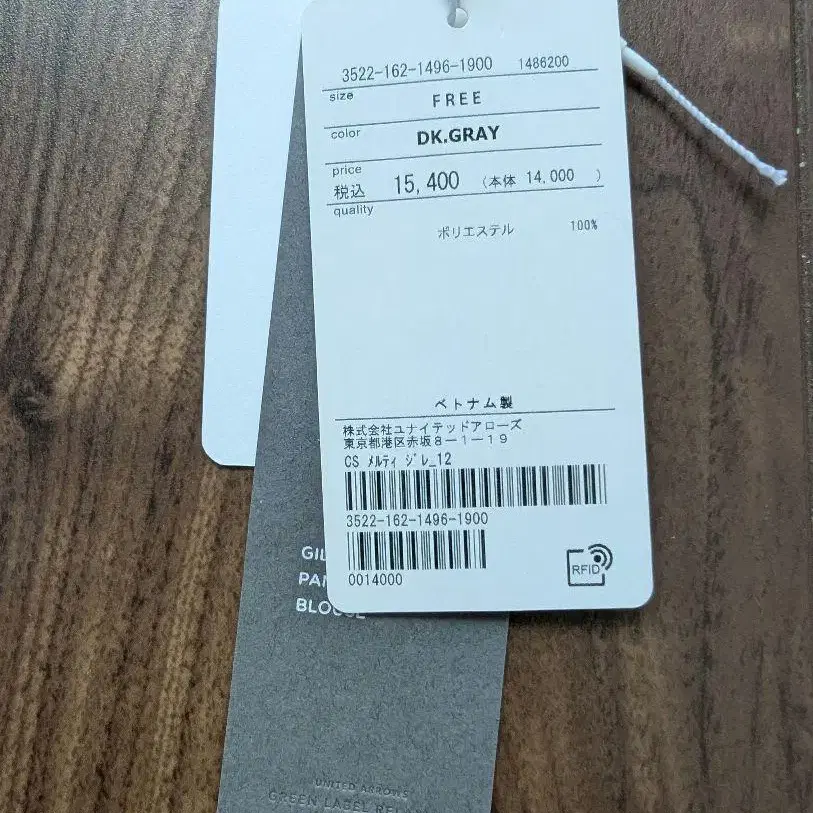 3522-162-1496-1900 1486200
size FREE
color DK.GRAY
price
税込 15,400 (本体 14,000 )
quality
ポリエステル 100%
ベトナム製
株式会社ユナイテッドアローズ
東京都港区赤坂8-1-19
CS ﾒﾙﾃｨ ｼﾞﾚ_12
3522-162-1496-1900
0014000
RFID
BLOUSE
UNITED ARROWS
GREEN LABEL